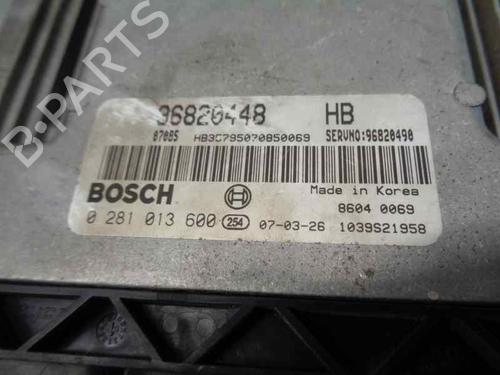 96820448 HB
07085 HB3C795070850069 SERVNO:96820490
BOSCH Made in Korea
8604 0069
0 281 013 600 254 07-03-26 1039S21958
B-PARTS